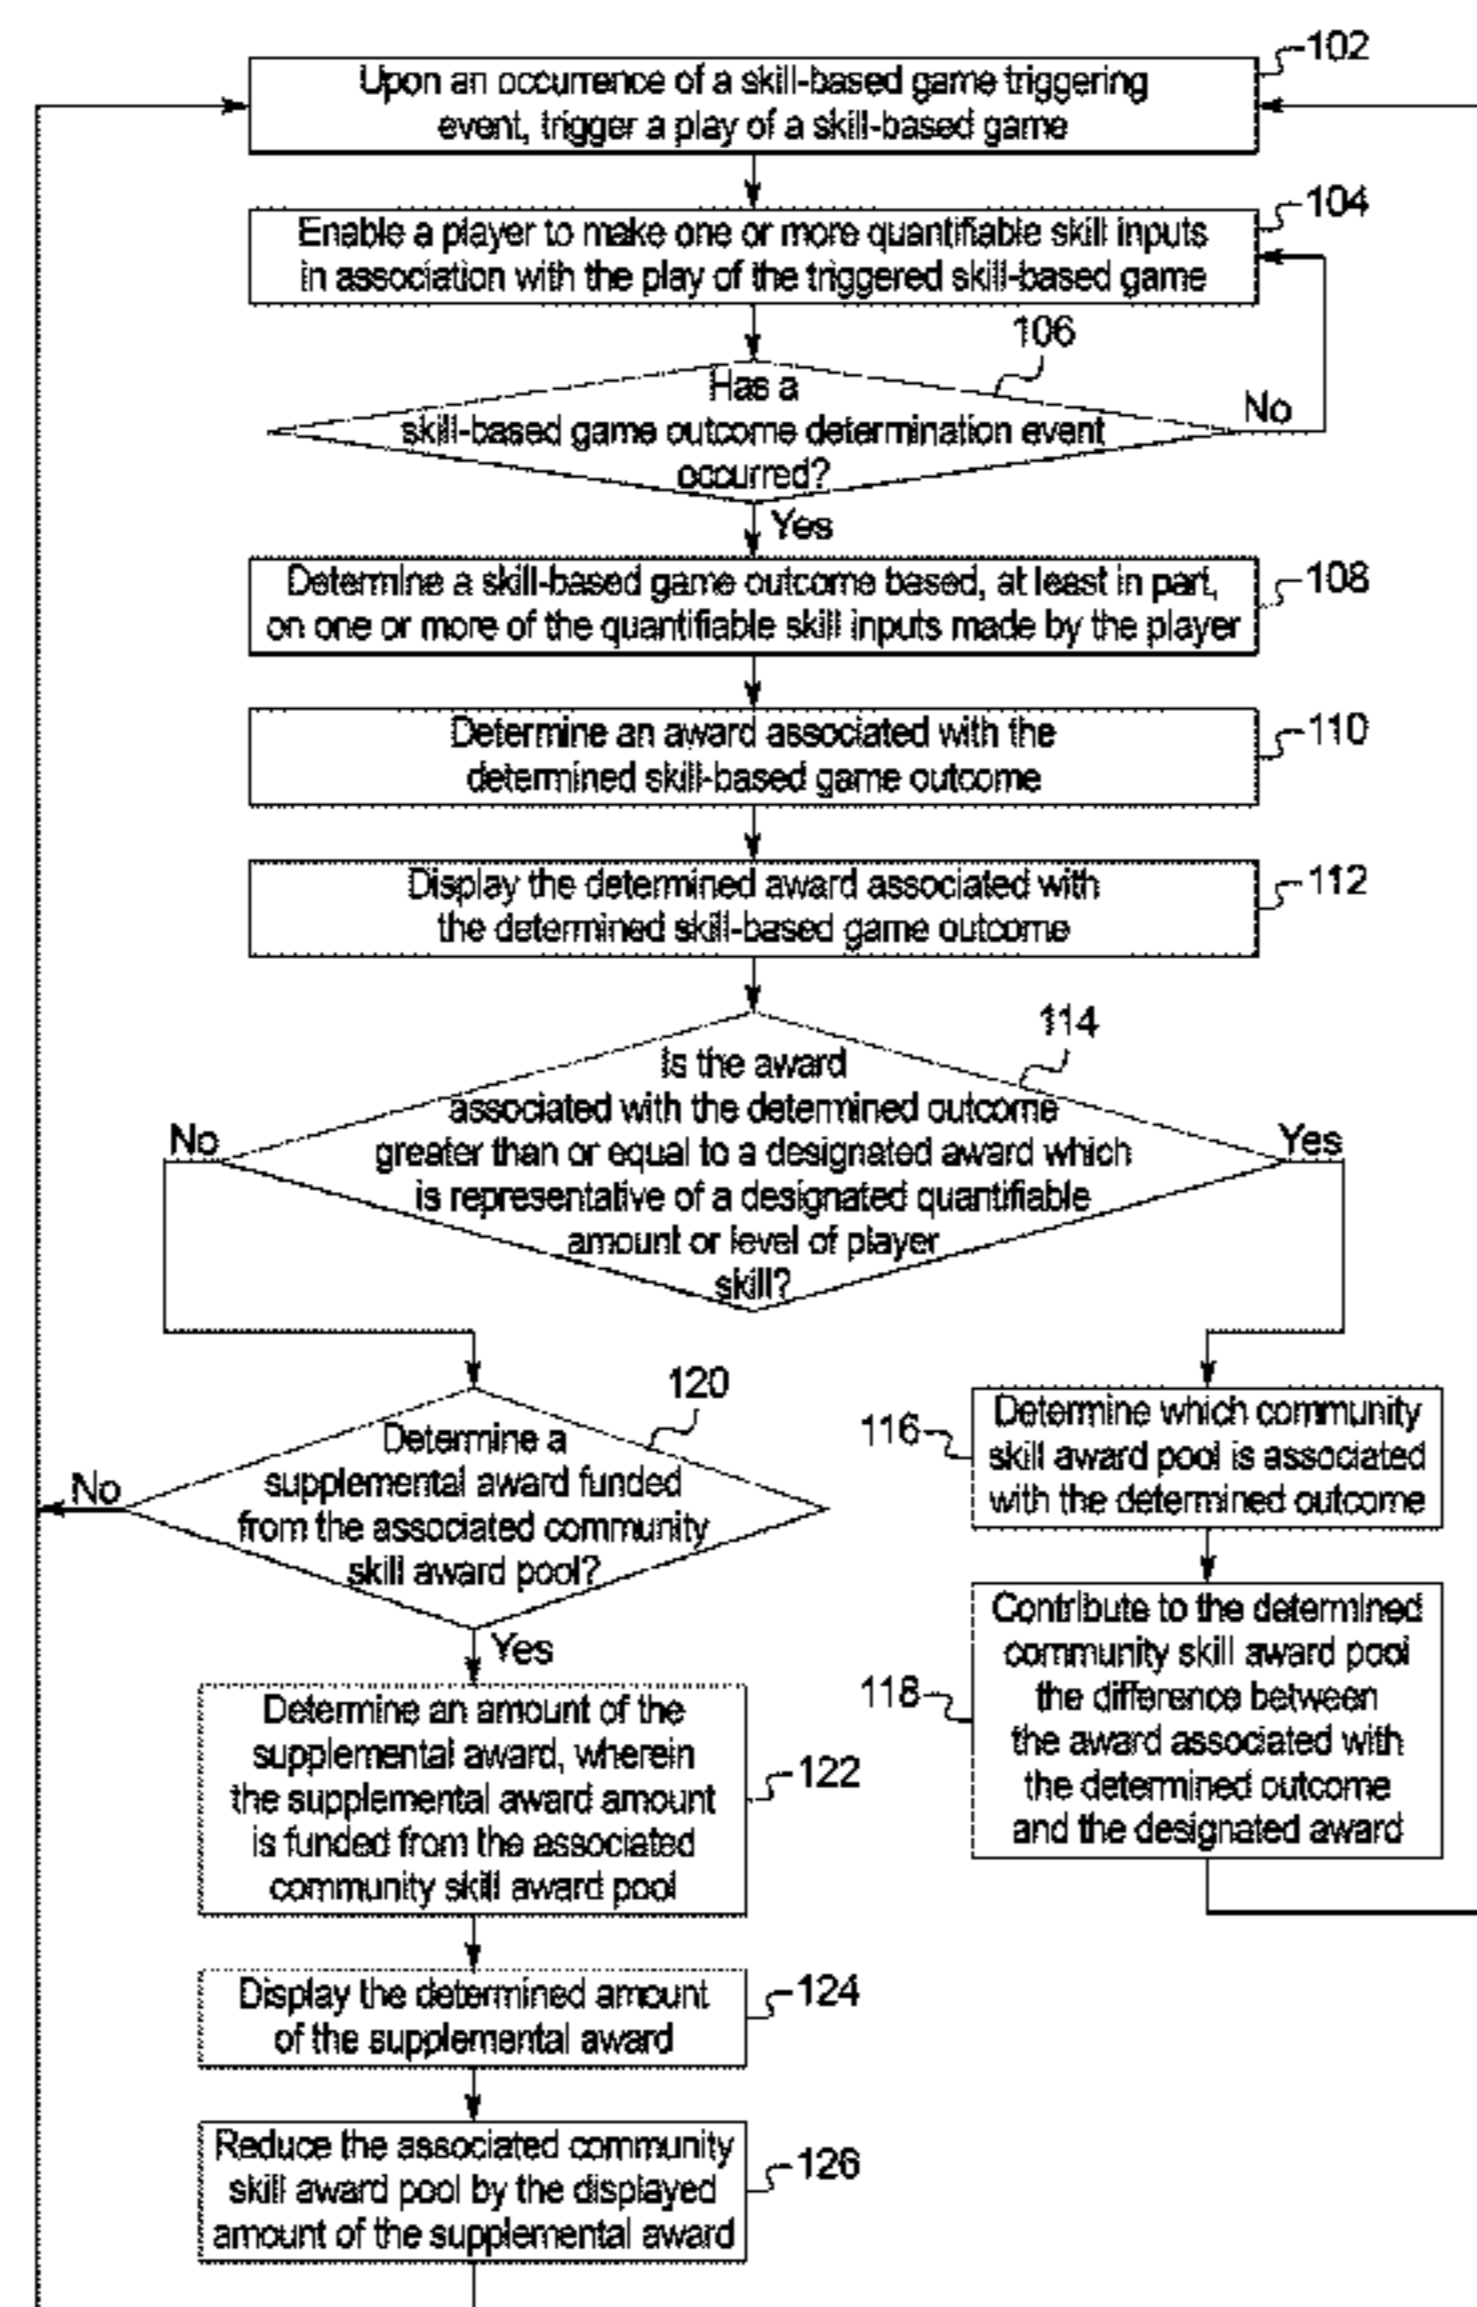 102
Upon an occurrence of a skill-based game triggering
event, trigger a play of a skill-based game
104
Enable a player to make one or more quantifiable skill inputs
in association with the play of the triggered skill-based game
106
Has a
skill-based game outcome determination event
occurred?
No
Yes
108
Determine a skill-based game outcome based, at least in part,
on one or more of the quantifiable skill inputs made by the player
110
Determine an award associated with the
determined skill-based game outcome
112
Display the determined award associated with
the determined skill-based game outcome
114
Is the award
associated with the determined outcome
greater than or equal to a designated award which
is representative of a designated quantifiable
amount or level of player
skill?
No
Yes
120
Determine a
supplemental award funded
from the associated community
skill award pool?
No
Yes
116
Determine which community
skill award pool is associated
with the determined outcome
118
Contribute to the determined
community skill award pool
the difference between
the award associated with
the determined outcome
and the designated award
122
Determine an amount of the
supplemental award, wherein
the supplemental award amount
is funded from the associated
community skill award pool
124
Display the determined amount
of the supplemental award
126
Reduce the associated community
skill award pool by the displayed
amount of the supplemental award